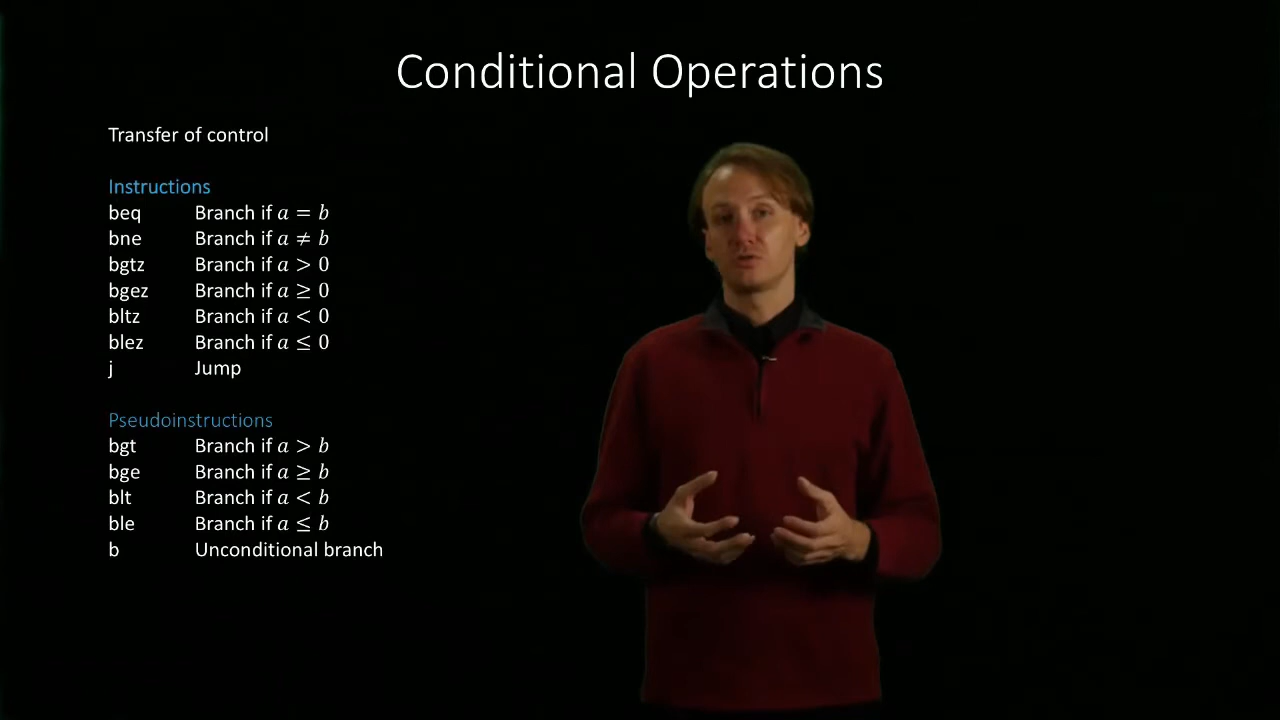 Conditional Operations
Transfer of control
Instructions
beq Branch if a = b
bne Branch if a ≠ b
bgtz Branch if a > 0
bgez Branch if a ≥ 0
bltz Branch if a < 0
blez Branch if a ≤ 0
j Jump
Pseudoinstructions
bgt Branch if a > b
bge Branch if a ≥ b
blt Branch if a < b
ble Branch if a ≤ b
b Unconditional branch